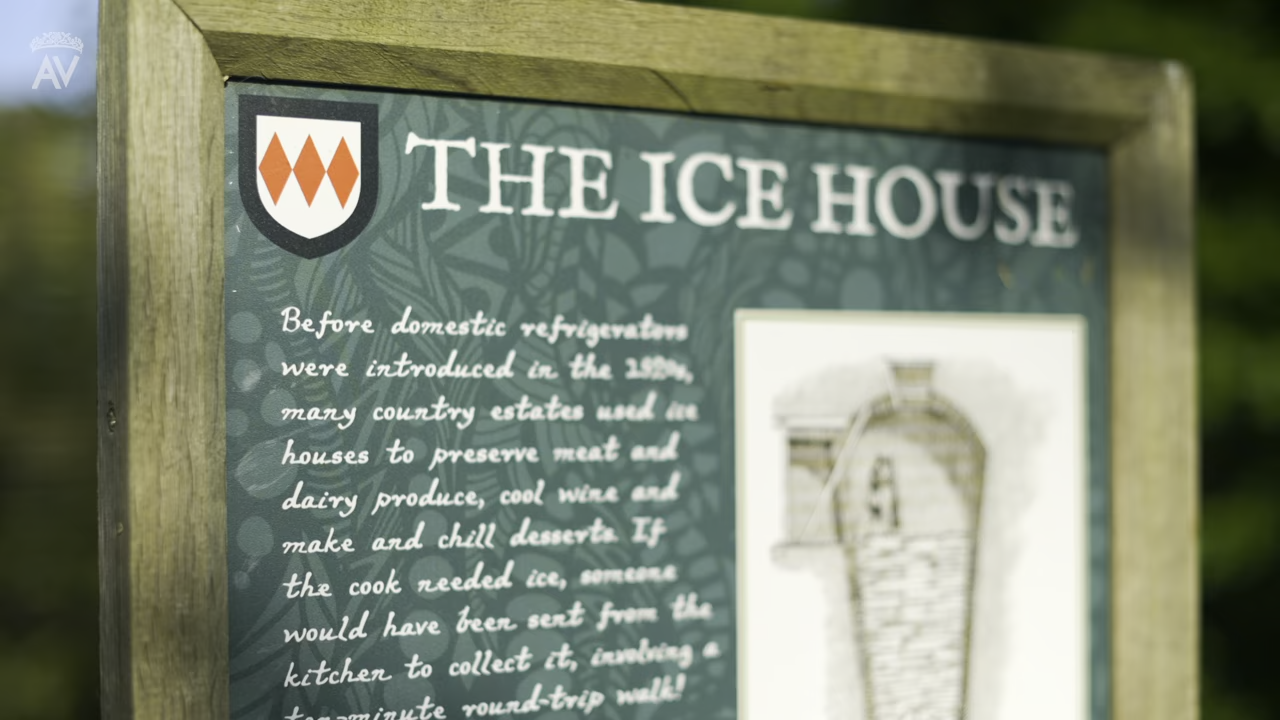 AV
THE ICE HOUSE
Before domestic refrigerators
were introduced in the 1920s,
many country estates used ice
houses to preserve meat and
dairy produce, cool wine and
make and chill desserts. If
the cook needed ice, someone
would have been sent from the
kitchen to collect it, involving a
ten-minute round-trip walk!